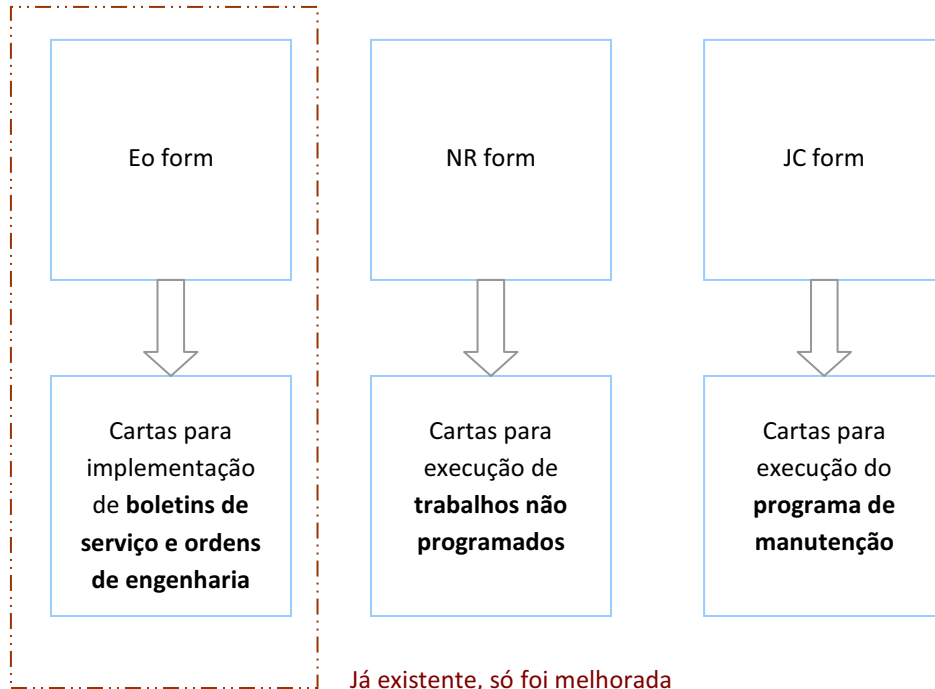 Eo form
NR form
JC form
Cartas para
implementação
de boletins de
serviço e ordens
de engenharia
Cartas para
execução de
trabalhos não
programados
Cartas para
execução do
programa de
manutenção
Já existente, só foi melhorada